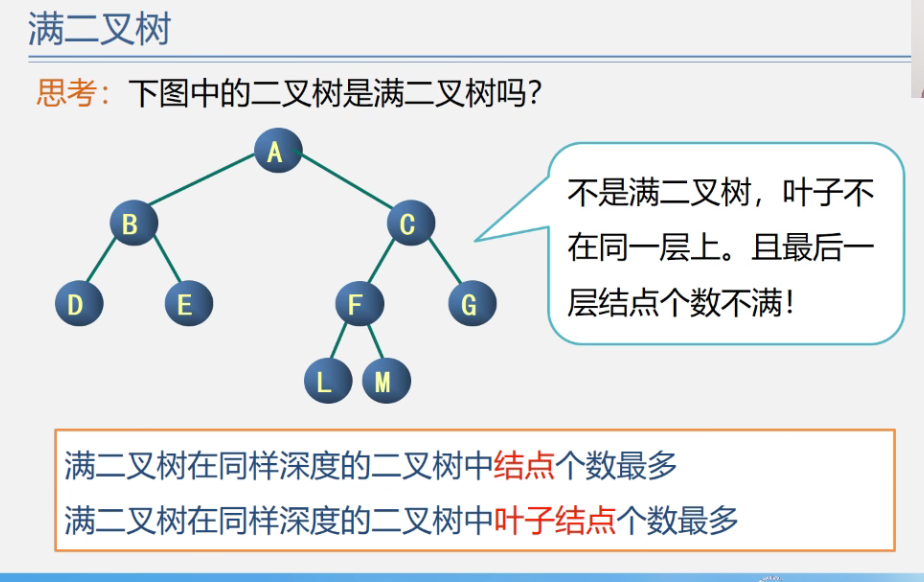 满二叉树
思考：下图中的二叉树是满二叉树吗？
A
B
C
不是满二叉树，叶子不
在同一层上。且最后一
层结点个数不满！
D
E
F
G
L
M
满二叉树在同样深度的二叉树中结点个数最多
满二叉树在同样深度的二叉树中叶子结点个数最多